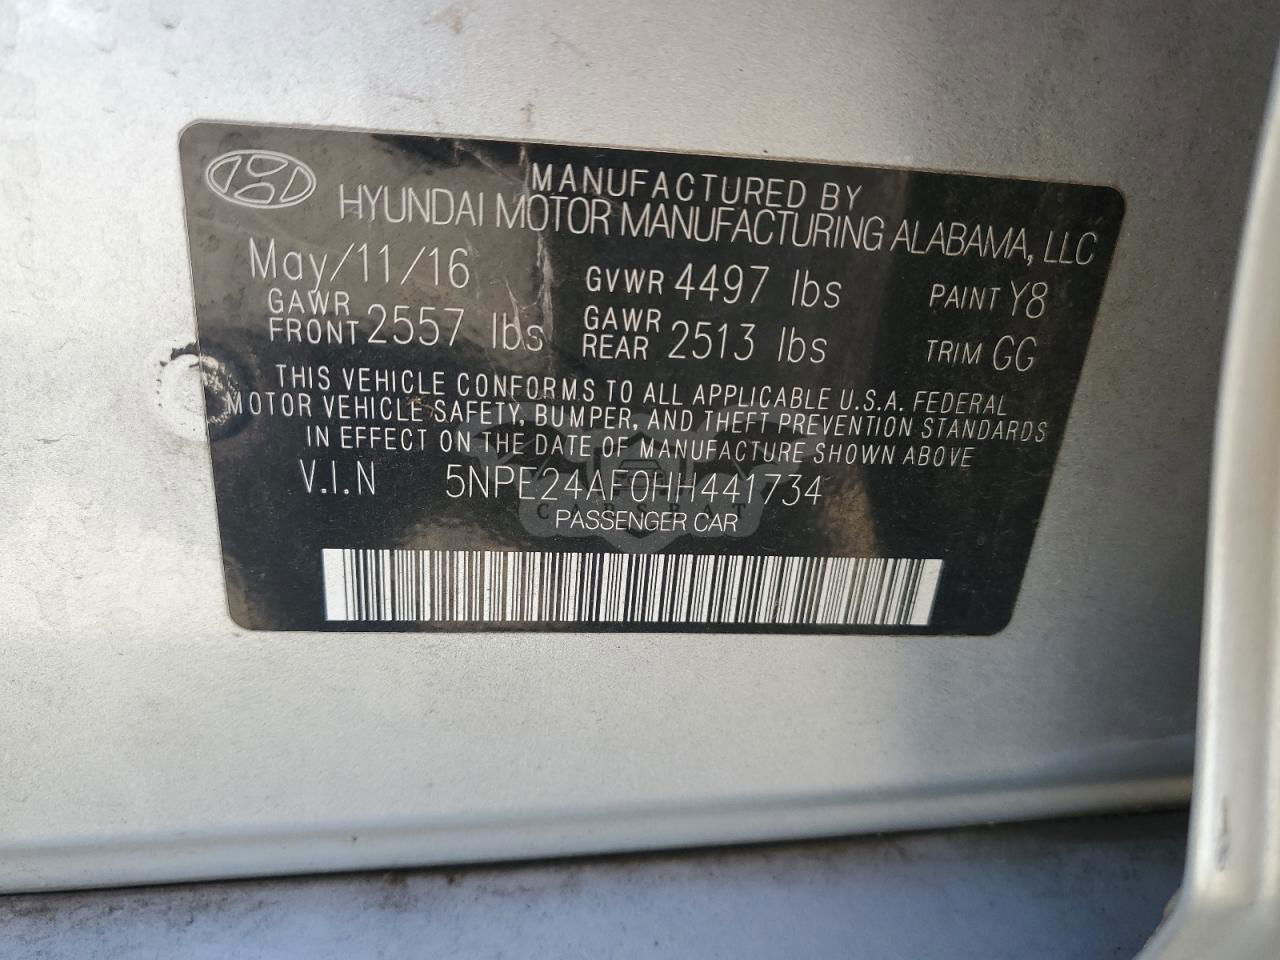 MANUFACTURED BY
HYUNDAI MOTOR MANUFACTURING ALABAMA, LLC
May/11/16 GVWR 4497 lbs PAINT Y8
GAWR FRONT 2557 lbs GAWR REAR 2513 lbs TRIM GG
THIS VEHICLE CONFORMS TO ALL APPLICABLE U.S.A. FEDERAL
MOTOR VEHICLE SAFETY, BUMPER, AND THEFT PREVENTION STANDARDS
IN EFFECT ON THE DATE OF MANUFACTURE SHOWN ABOVE
V.I.N 5NPE24AF0HH441734
CARSBAT
PASSENGER CAR